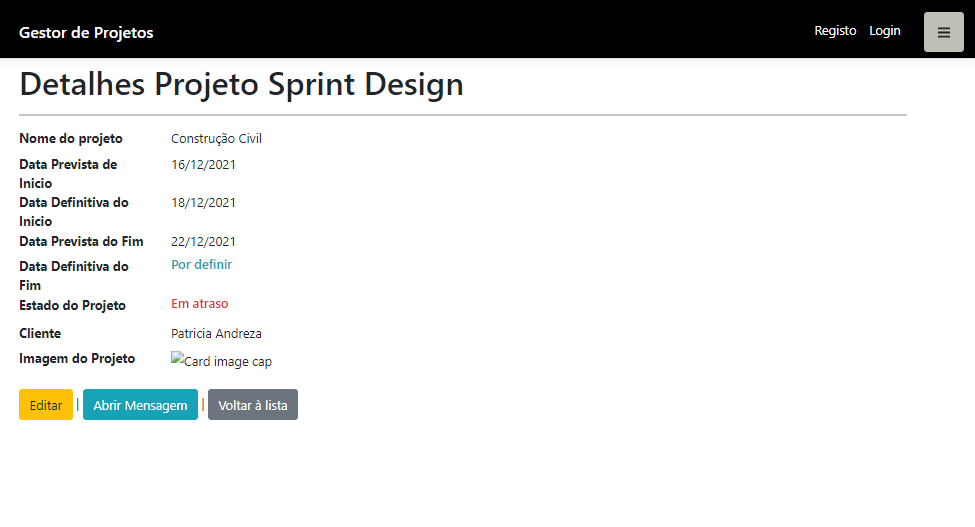 Gestor de Projetos
Registo Login
Detalhes Projeto Sprint Design
Nome do projeto Construção Civil
Data Prevista de 16/12/2021
Inicio
Data Definitiva do 18/12/2021
Inicio
Data Prevista do Fim 22/12/2021
Data Definitiva do Por definir
Fim
Estado do Projeto Em atraso
Cliente Patricia Andreza
Imagem do Projeto Card image cap
Editar | Abrir Mensagem | Voltar à lista